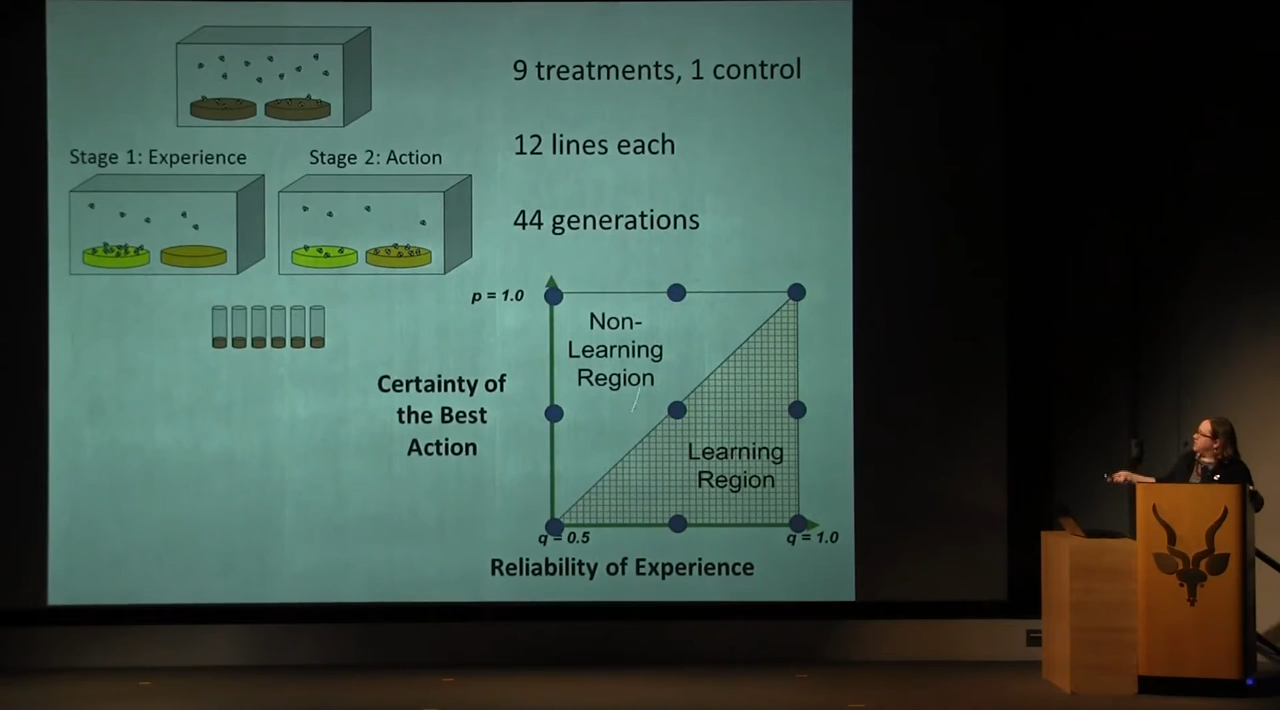 9 treatments, 1 control
Stage 1: Experience
Stage 2: Action
12 lines each
44 generations
p = 1.0
Non-
Learning
Region
Certainty of
the Best
Action
Learning
Region
q = 0.5
q = 1.0
Reliability of Experience